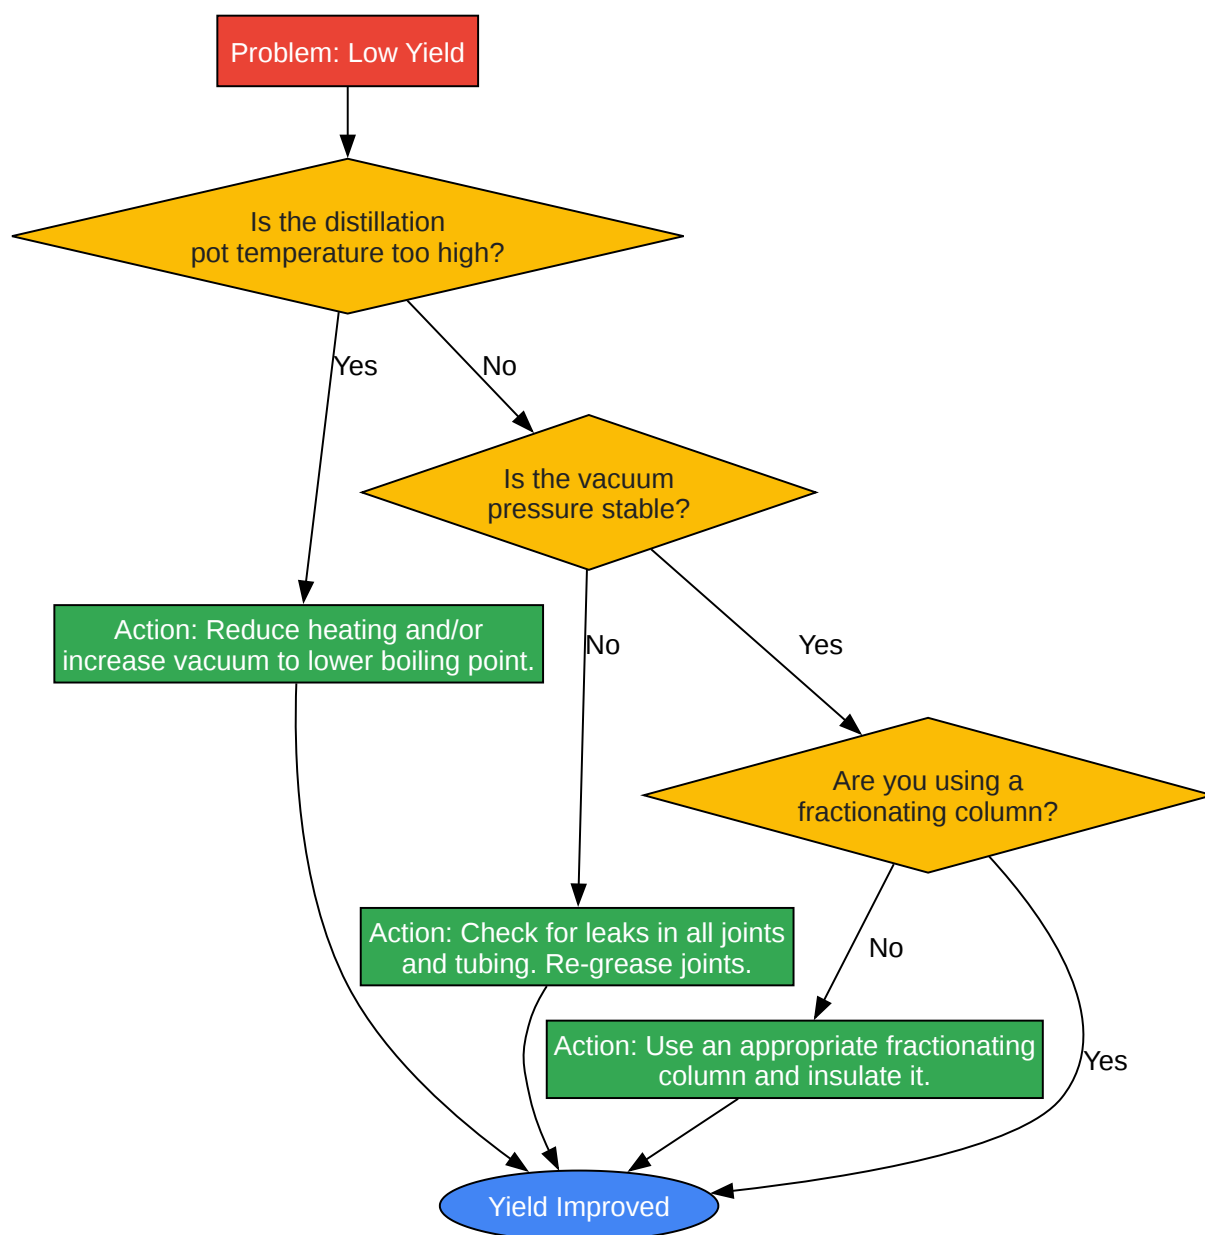 Problem: Low Yield
Is the distillation
pot temperature too high?
Yes
No
Is the vacuum
pressure stable?
Action: Reduce heating and/or
increase vacuum to lower boiling point.
No
Yes
Are you using a
fractionating column?
Action: Check for leaks in all joints
and tubing. Re-grease joints.
No
Action: Use an appropriate fractionating
column and insulate it.
Yes
Yield Improved